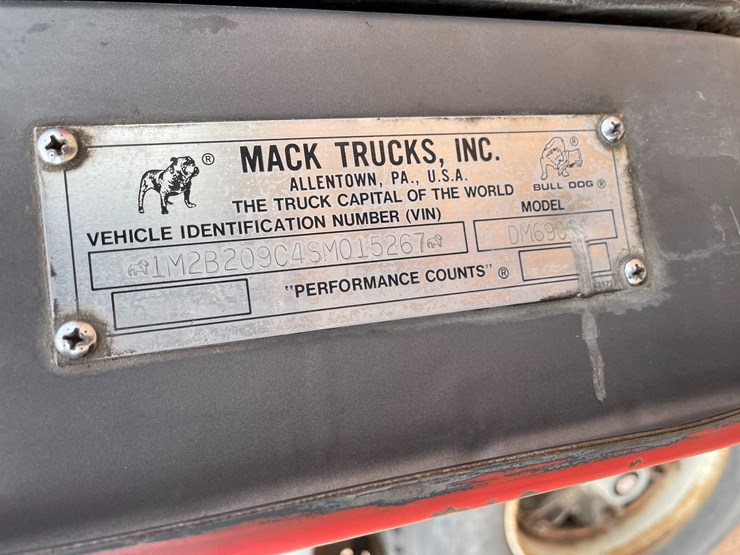 MACK TRUCKS, INC.
ALLENTOWN, PA., U.S.A.
THE TRUCK CAPITAL OF THE WORLD
BULL DOG ®
VEHICLE IDENTIFICATION NUMBER (VIN)
MODEL
1M2B209C4SM015267
"PERFORMANCE COUNTS" ®